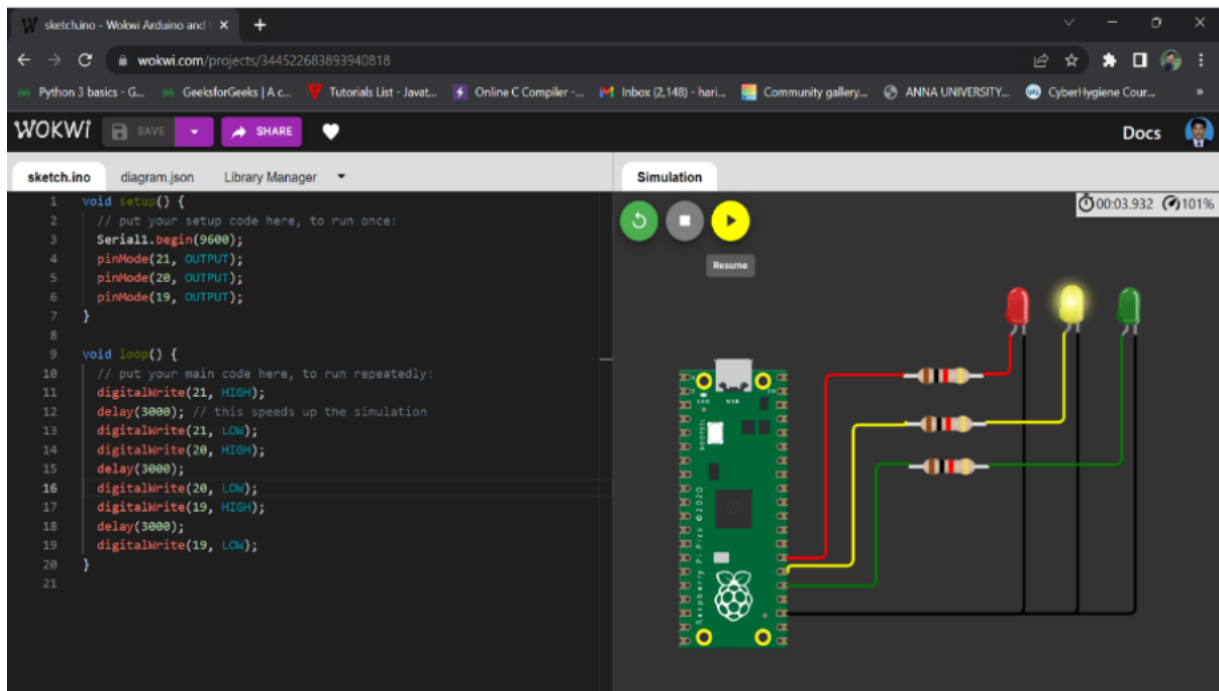 sketch.ino - Wokwi Arduino and
wokwi.com/projects/344522683893940818
Python 3 basics - G... GeeksforGeeks | A c... Tutorials List - Javat... Online C Compiler -... Inbox (2,148) - hari... Community gallery... ANNA UNIVERSITY... CyberHygiene Cour... »
WOKWI SAVE SHARE Docs
sketch.ino diagram.json Library Manager Simulation
00:03.932 101%
Resume
1 void setup() {
2 // put your setup code here, to run once:
3 Serial1.begin(9600);
4 pinMode(21, OUTPUT);
5 pinMode(20, OUTPUT);
6 pinMode(19, OUTPUT);
7 }
8
9 void loop() {
10 // put your main code here, to run repeatedly:
11 digitalWrite(21, HIGH);
12 delay(3000); // this speeds up the simulation
13 digitalWrite(21, LOW);
14 digitalWrite(20, HIGH);
15 delay(3000);
16 digitalWrite(20, LOW);
17 digitalWrite(19, HIGH);
18 delay(3000);
19 digitalWrite(19, LOW);
20 }
21
USB
BOOTSEL
Raspberry Pi Pico ©2020